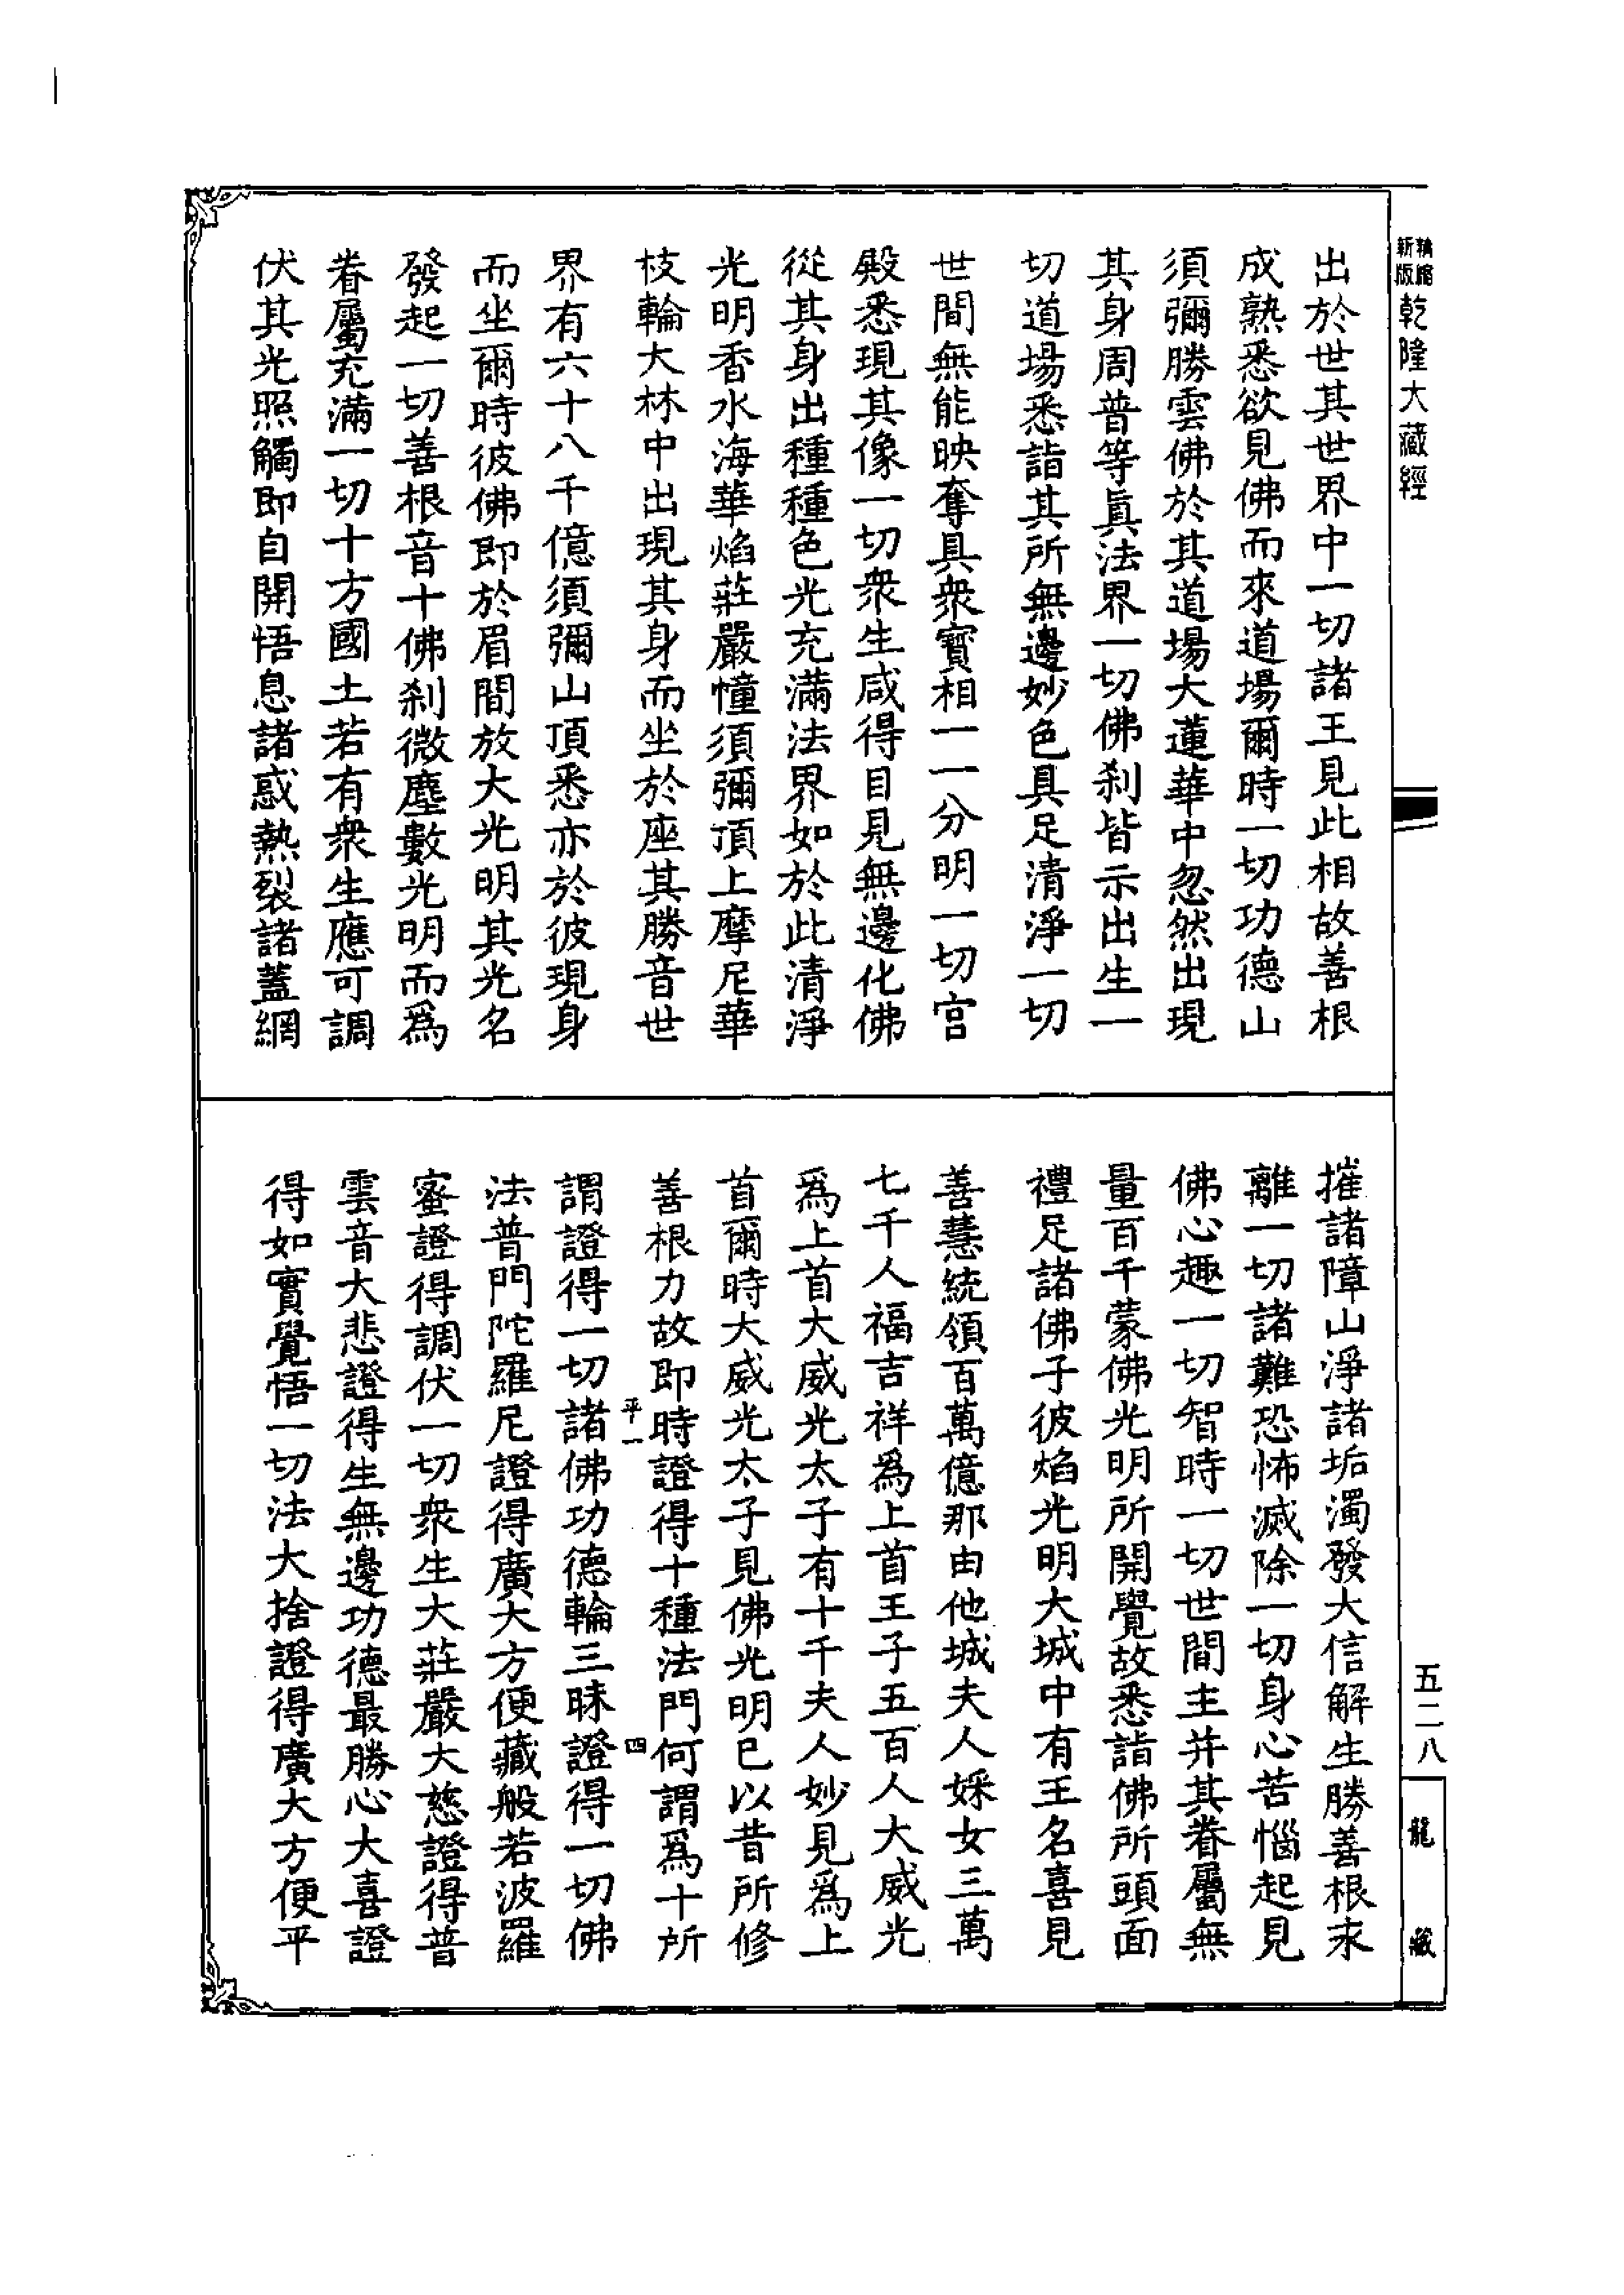 新版 精縮 乾隆大藏經
出於世其世界中一切諸王見此相故善根
成熟悉欲見佛而來道場爾時一切功德山
須彌勝雲佛於其道場大蓮華中忽然出現
其身周普等眞法界一切佛刹皆示出生一
切道場悉詣其所無邊妙色具足清淨一切
世間無能映奪具衆寳相一一分明一切宮
殿悉現其像一切衆生咸得目見無邊化佛
從其身出種種色光充滿法界如於此清淨
光明香水海華焰莊嚴幢須彌頂上摩尼華
枝輪大林中出現其身而坐於座其勝音世
界有六十八千億須彌山頂悉亦於彼現身
而坐爾時彼佛即於眉間放大光明其光名
發起一切善根音十佛刹微塵數光明而爲
眷屬充滿一切十方國土若有衆生應可調
伏其光照觸即自開悟息諸惑熱裂諸蓋網
摧諸障山淨諸垢濁發大信解生勝善根求
離一切諸難恐怖滅除一切身心苦惱起見
佛心趣一切智時一切世間主并其眷屬無
量百千蒙佛光明所開覺故悉詣佛所頭面
禮足諸佛子彼焰光明大城中有王名喜見
善慧統領百萬億那由他城夫人婇女三萬
七千人福吉祥爲上首王子五百人大威光
爲上首大威光太子有十千夫人妙見爲上
首爾時大威光太子見佛光明已以昔所修
善根力故即時證得十種法門何謂爲十所
平一 四
謂證得一切諸佛功德輪三昧證得一切佛
法普門陀羅尼證得廣大方便藏般若波羅
蜜證得調伏一切衆生大莊嚴大慈證得普
雲音大悲證得生無邊功德最勝心大喜證
得如實覺悟一切法大捨證得廣大方便平
五二八
龍藏